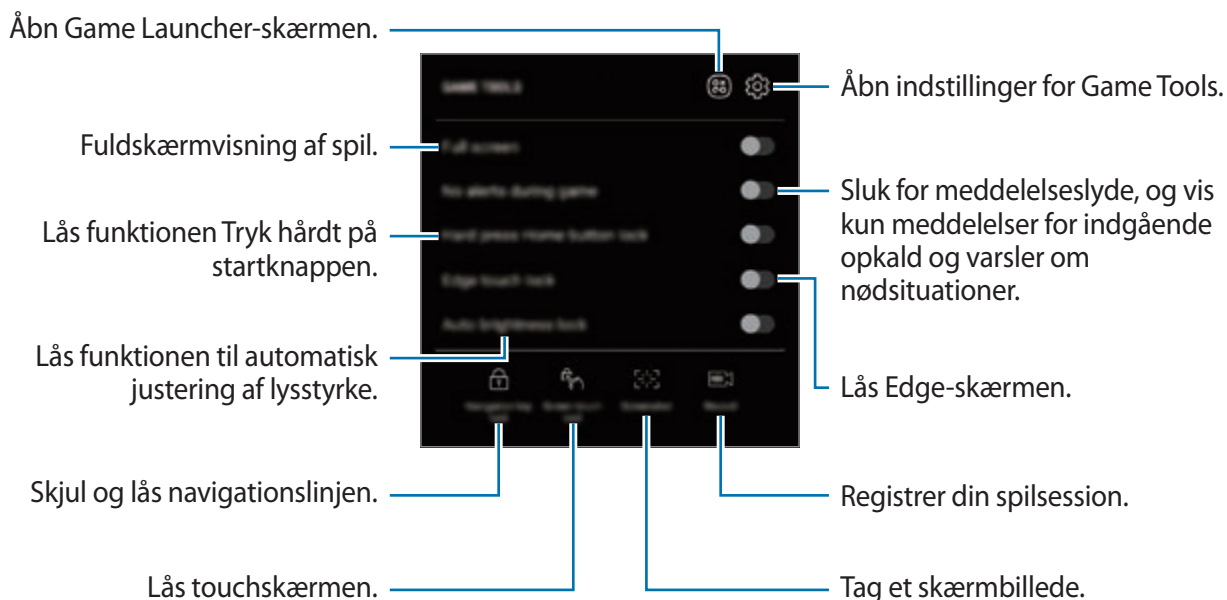 Åbn Game Launcher-skærmen.
GAME TOOLS
Åbn indstillinger for Game Tools.
Fuldskærmvisning af spil.
Full screen
No alerts during game
Sluk for meddelelseslyde, og vis
kun meddelelser for indgående
opkald og varsler om
nødsituationer.
Lås funktionen Tryk hårdt på
startknappen.
Hard press Home button lock
Edge touch lock
Auto brightness lock
Lås funktionen til automatisk
justering af lysstyrke.
Lås Edge-skærmen.
Skjul og lås navigationslinjen.
Registrer din spilsession.
Lås touchskærmen.
Tag et skærmbillede.